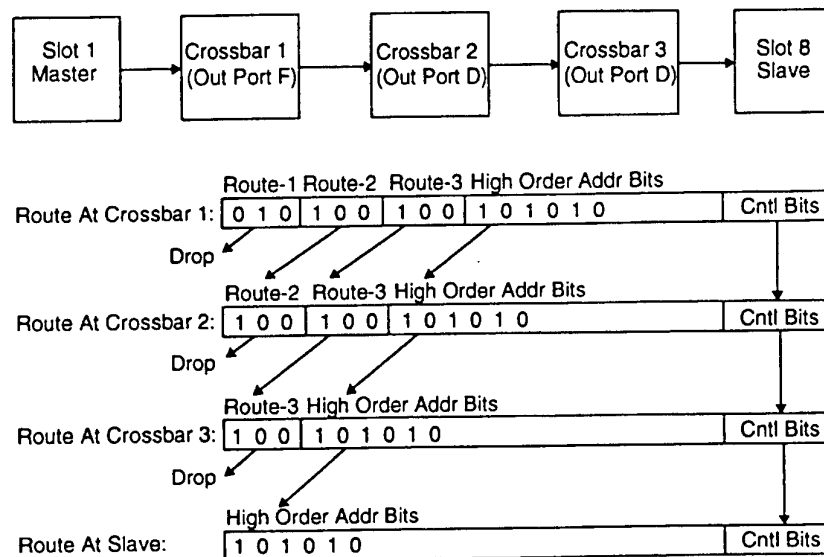 Slot 1 Master
Crossbar 1 (Out Port F)
Crossbar 2 (Out Port D)
Crossbar 3 (Out Port D)
Slot 8 Slave
Route-1 Route-2 Route-3 High Order Addr Bits
Route At Crossbar 1: 0 1 0 1 0 0 1 0 0 1 0 1 0 1 0 Cntl Bits
Drop
Route-2 Route-3 High Order Addr Bits
Route At Crossbar 2: 1 0 0 1 0 0 1 0 1 0 1 0 Cntl Bits
Drop
Route-3 High Order Addr Bits
Route At Crossbar 3: 1 0 0 1 0 1 0 1 0 Cntl Bits
Drop
High Order Addr Bits
Route At Slave: 1 0 1 0 1 0 Cntl Bits